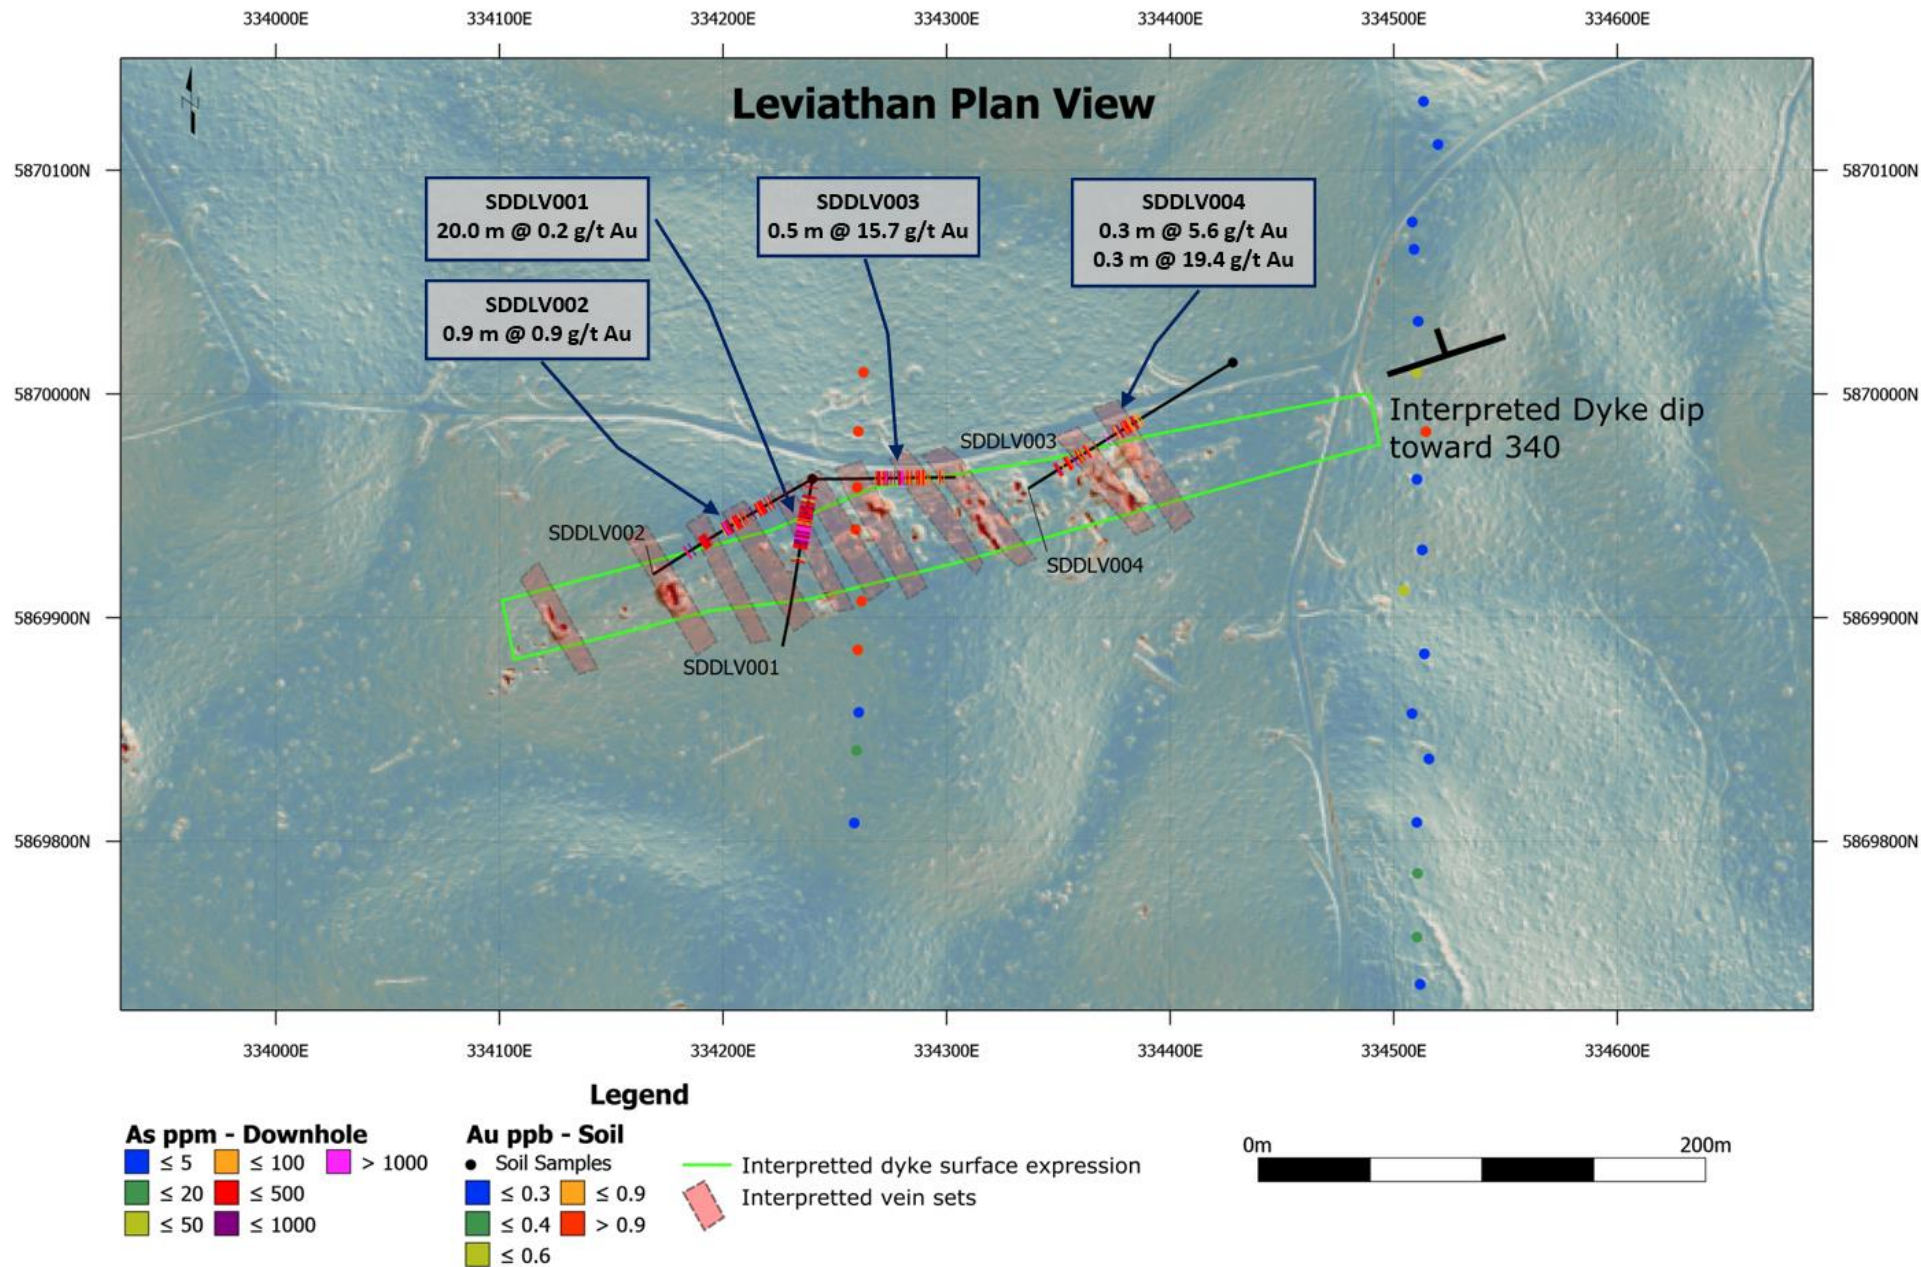 334000E 334100E 334200E 334300E 334400E 334500E 334600E
Leviathan Plan View
N
5870100N 5870100N
SDDLV001
20.0 m @ 0.2 g/t Au
SDDLV003
0.5 m @ 15.7 g/t Au
SDDLV004
0.3 m @ 5.6 g/t Au
0.3 m @ 19.4 g/t Au
SDDLV002
0.9 m @ 0.9 g/t Au
5870000N 5870000N
Interpreted Dyke dip
toward 340
SDDLV003
SDDLV002
SDDLV004
SDDLV001
5869900N 5869900N
5869800N 5869800N
334000E 334100E 334200E 334300E 334400E 334500E 334600E
Legend
As ppm - Downhole
≤ 5 ≤ 100 > 1000
≤ 20 ≤ 500
≤ 50 ≤ 1000
Au ppb - Soil
Soil Samples
≤ 0.3 ≤ 0.9
≤ 0.4 > 0.9
≤ 0.6
Interpretted dyke surface expression
Interpretted vein sets
0m 200m